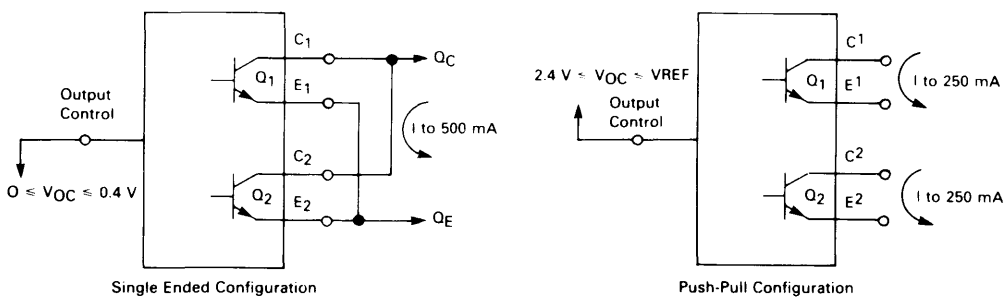 C1
QC
Q1
E1
Output
Control
I to 500 mA
C2
O ≤ VOC ≤ 0.4 V
Q2
E2
QE
Single Ended Configuration
C1
2.4 V ≤ VOC ≤ VREF
Q1
E1
I to 250 mA
Output
Control
C2
Q2
E2
I to 250 mA
Push-Pull Configuration